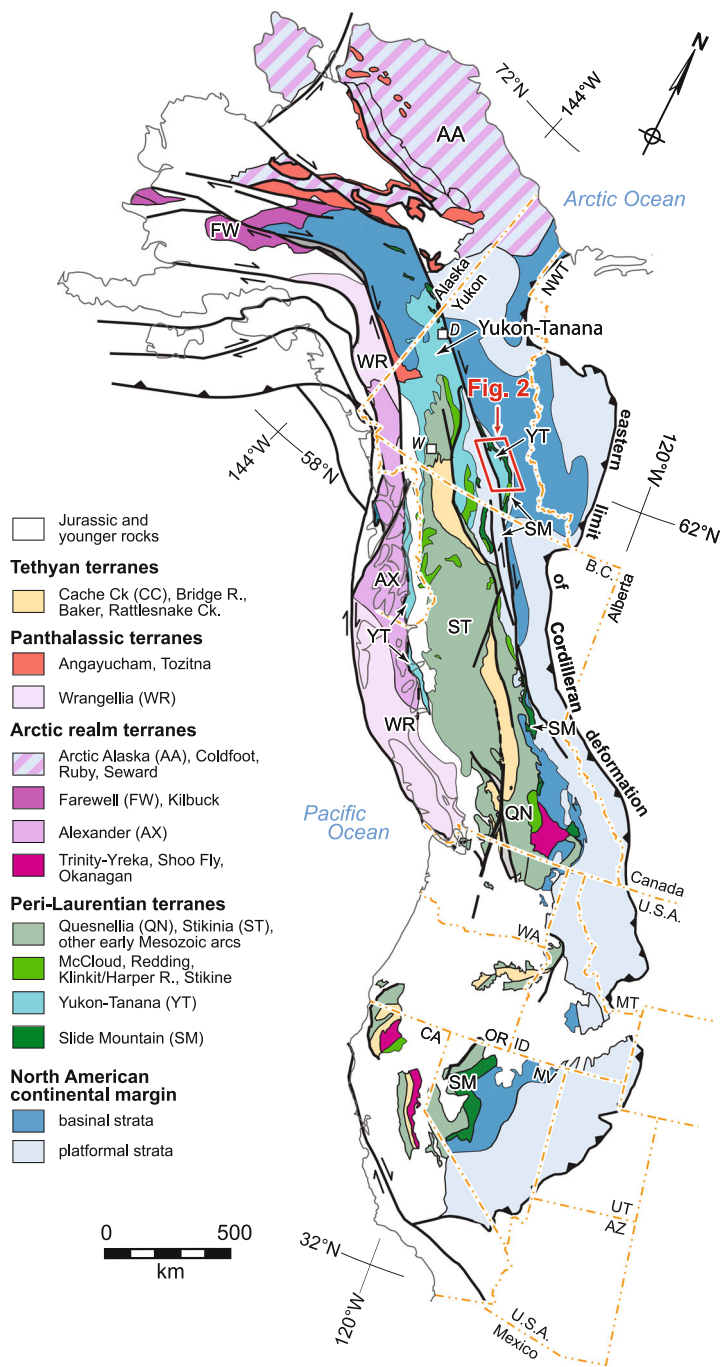 N
72°N
144°W
AA
Arctic Ocean
FW
Alaska
Yukon
NWT
D
Yukon-Tanana
WR
Fig. 2
YT
W
144°W
58°N
eastern
limit
of
Cordilleran
deformation
120°W
62°N
SM
B.C.
Alberta
AX
ST
YT
WR
SM
QN
Pacific
Ocean
Canada
U.S.A.
WA
MT
CA
OR
ID
SM
NV
UT
AZ
32°N
120°W
U.S.A.
Mexico
Jurassic and
younger rocks
Tethyan terranes
Cache Ck (CC), Bridge R.,
Baker, Rattlesnake Ck.
Panthalassic terranes
Angayucham, Tozitna
Wrangellia (WR)
Arctic realm terranes
Arctic Alaska (AA), Coldfoot,
Ruby, Seward
Farewell (FW), Kilbuck
Alexander (AX)
Trinity-Yreka, Shoo Fly,
Okanagan
Peri-Laurentian terranes
Quesnellia (QN), Stikinia (ST),
other early Mesozoic arcs
McCloud, Redding,
Klinkit/Harper R., Stikine
Yukon-Tanana (YT)
Slide Mountain (SM)
North American
continental margin
basinal strata
platformal strata
0 500
km